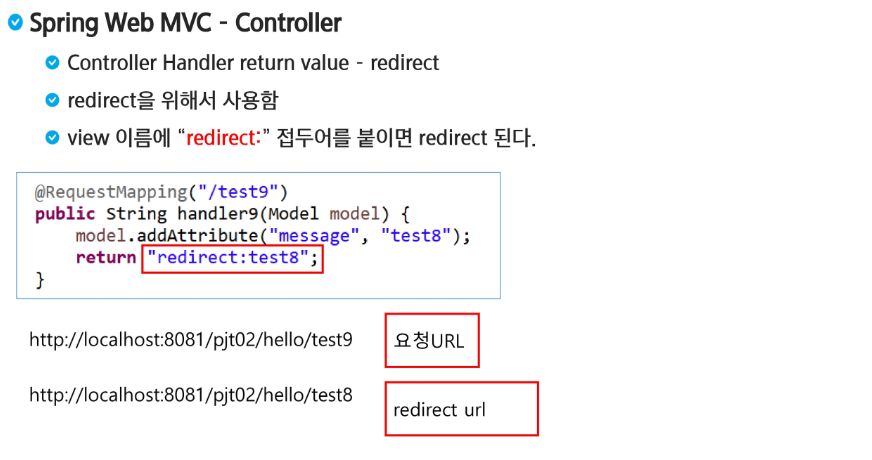 Spring Web MVC - Controller
Controller Handler return value - redirect
redirect을 위해서 사용함
view 이름에 “redirect:” 접두어를 붙이면 redirect 된다.
@RequestMapping("/test9")
public String handler9(Model model) {
model.addAttribute("message", "test8");
return "redirect:test8";
}
http://localhost:8081/pjt02/hello/test9 요청URL
http://localhost:8081/pjt02/hello/test8 redirect url